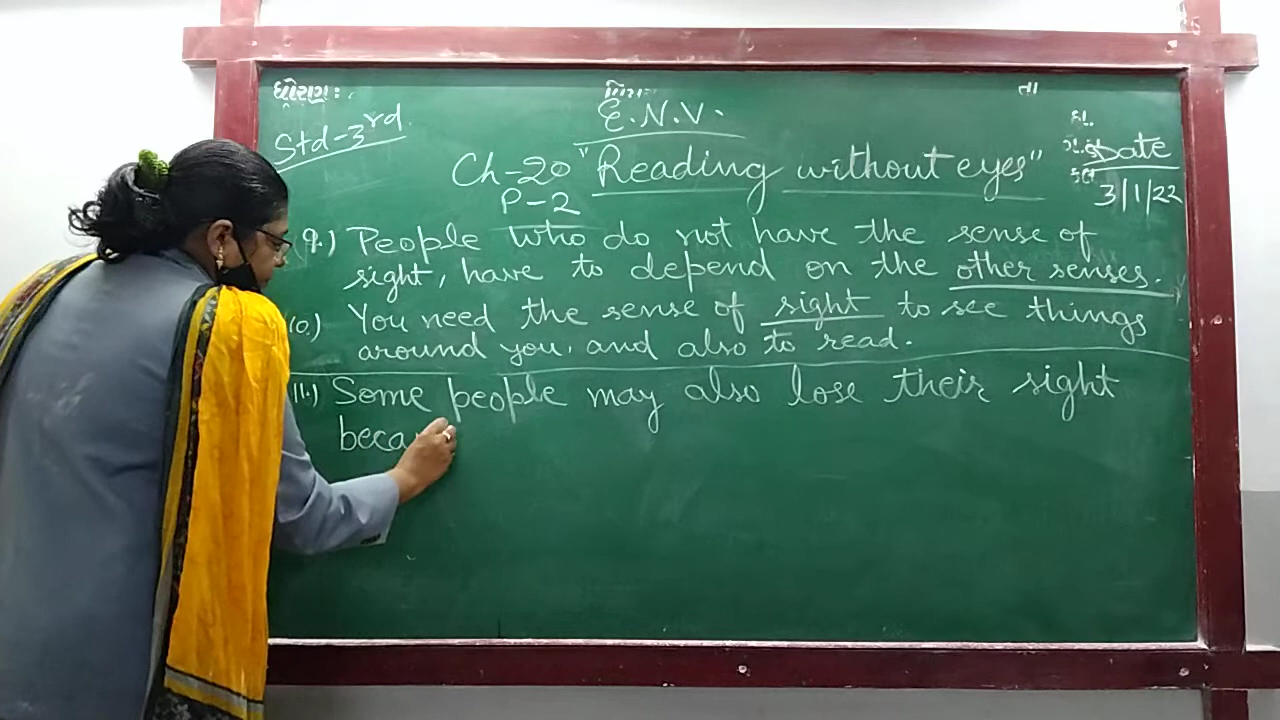 ધોરણ:
તા
Std-3rd.
E.N.V.
Date
3/1/22
Ch-20 "Reading without eyes"
P-2
9.) People who do not have the sense of
sight, have to depend on the other senses.
10.) You need the sense of sight to see things
around you, and also to read.
11.) Some people may also lose their sight
beca